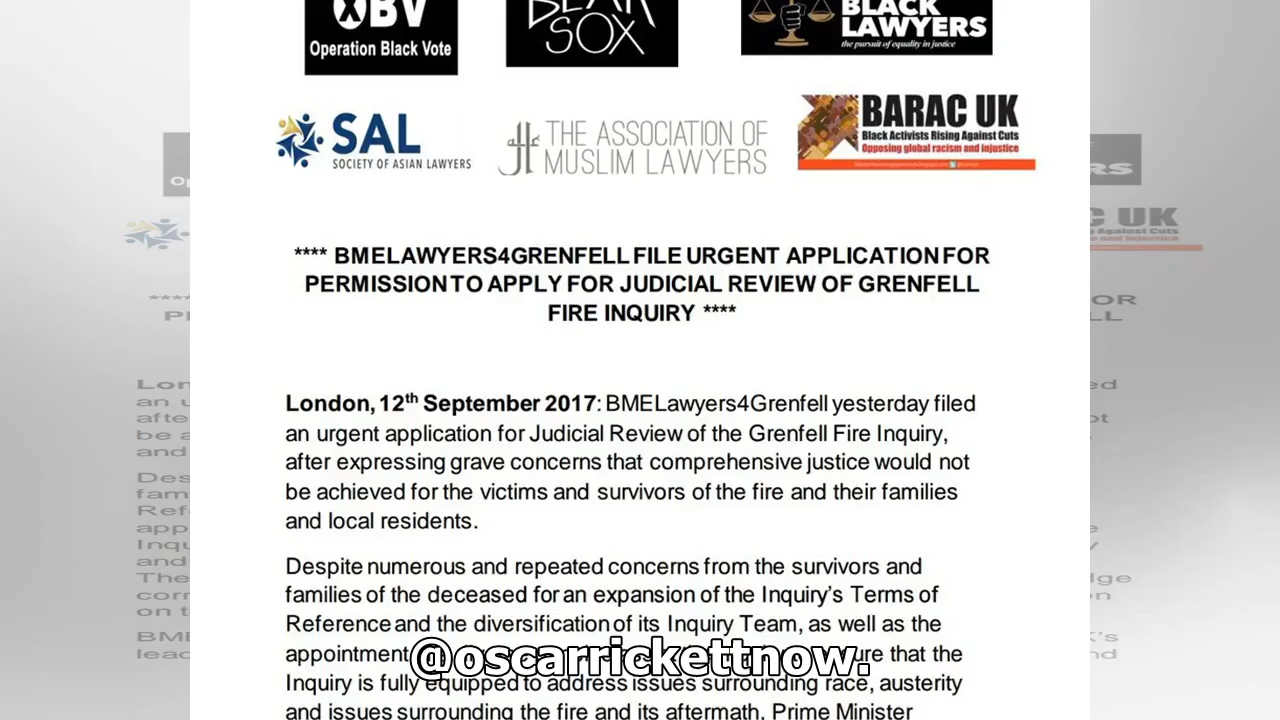 OBV
Operation Black Vote
BEAR
SOX
BLACK
LAWYERS
the pursuit of equality in justice
SAL
SOCIETY OF ASIAN LAWYERS
THE ASSOCIATION OF
MUSLIM LAWYERS
BARAC UK
Black Activists Rising Against Cuts
Opposing global racism and injustice
**** BMELAWYERS4GRENFELL FILE URGENT APPLICATION FOR
PERMISSION TO APPLY FOR JUDICIAL REVIEW OF GRENFELL
FIRE INQUIRY ****
London, 12th September 2017: BMELawyers4Grenfell yesterday filed
an urgent application for Judicial Review of the Grenfell Fire Inquiry,
after expressing grave concerns that comprehensive justice would not
be achieved for the victims and survivors of the fire and their families
and local residents.
Despite numerous and repeated concerns from the survivors and
families of the deceased for an expansion of the Inquiry's Terms of
Reference and the diversification of its Inquiry Team, as well as the
appointment ure that the
@oscarrickettnow.
Inquiry is fully equipped to address issues surrounding race, austerity
and issues surrounding the fire and its aftermath, Prime Minister